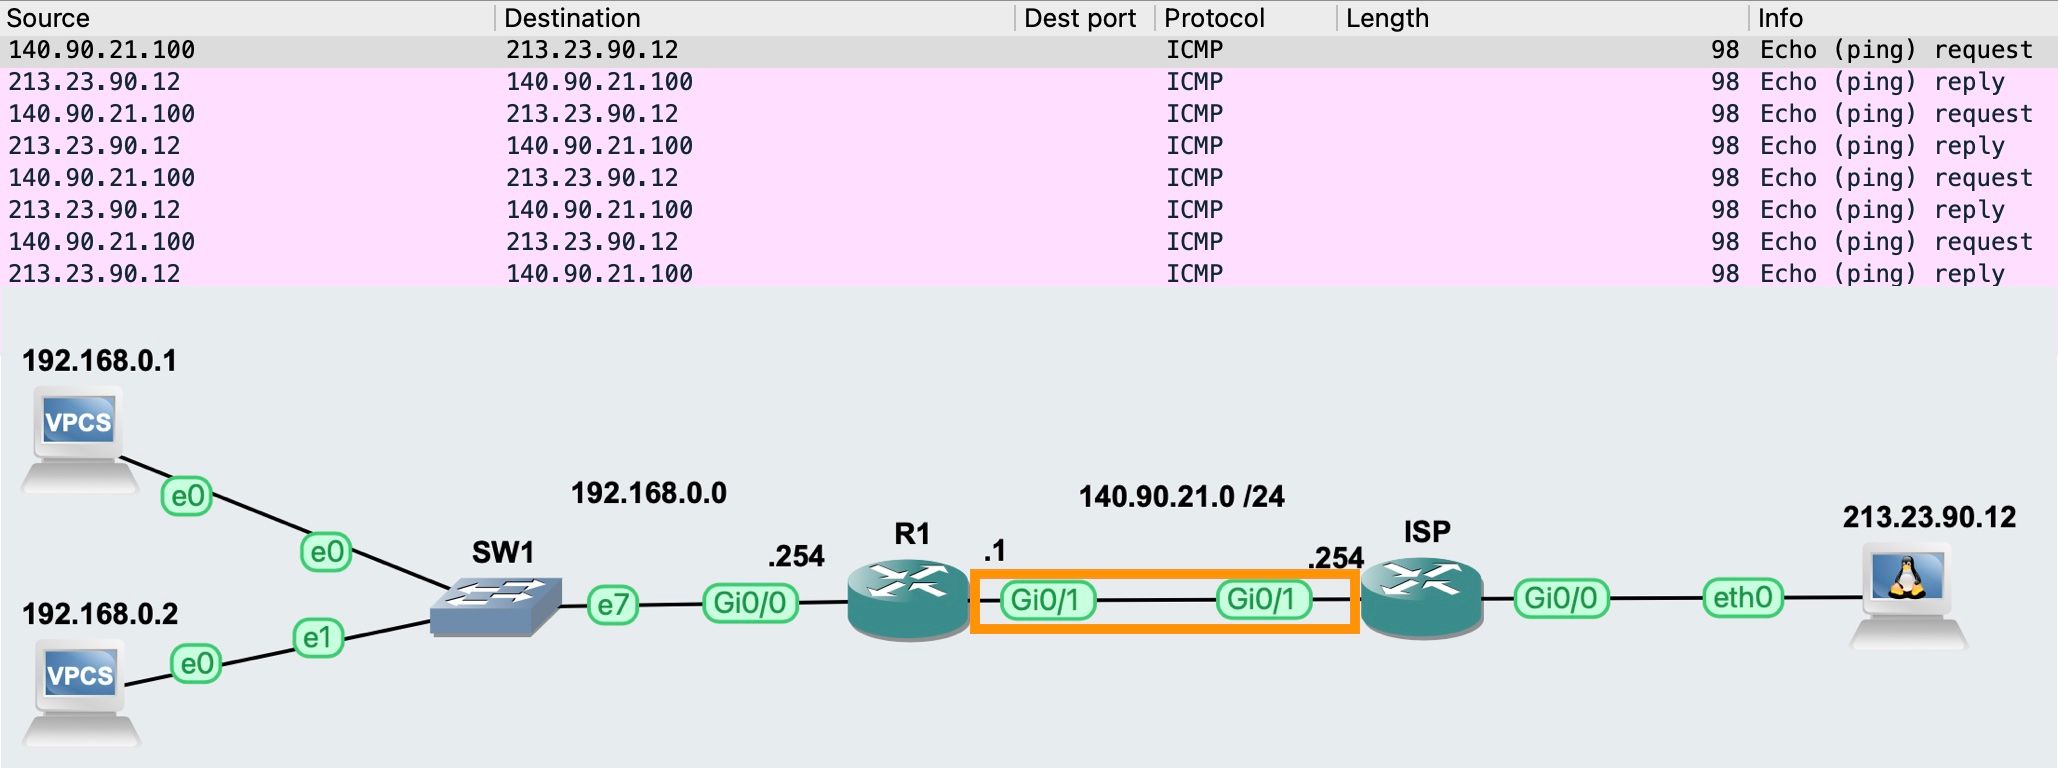 Source Destination Dest port Protocol Length Info
140.90.21.100 213.23.90.12 ICMP 98 Echo (ping) request
213.23.90.12 140.90.21.100 ICMP 98 Echo (ping) reply
140.90.21.100 213.23.90.12 ICMP 98 Echo (ping) request
213.23.90.12 140.90.21.100 ICMP 98 Echo (ping) reply
140.90.21.100 213.23.90.12 ICMP 98 Echo (ping) request
213.23.90.12 140.90.21.100 ICMP 98 Echo (ping) reply
140.90.21.100 213.23.90.12 ICMP 98 Echo (ping) request
213.23.90.12 140.90.21.100 ICMP 98 Echo (ping) reply
192.168.0.1
VPCS
e0
e0
192.168.0.2
VPCS
e0
e1
SW1
e7
192.168.0.0
.254
Gi0/0
R1
.1
Gi0/1
140.90.21.0 /24
Gi0/1
.254
ISP
Gi0/0
eth0
213.23.90.12